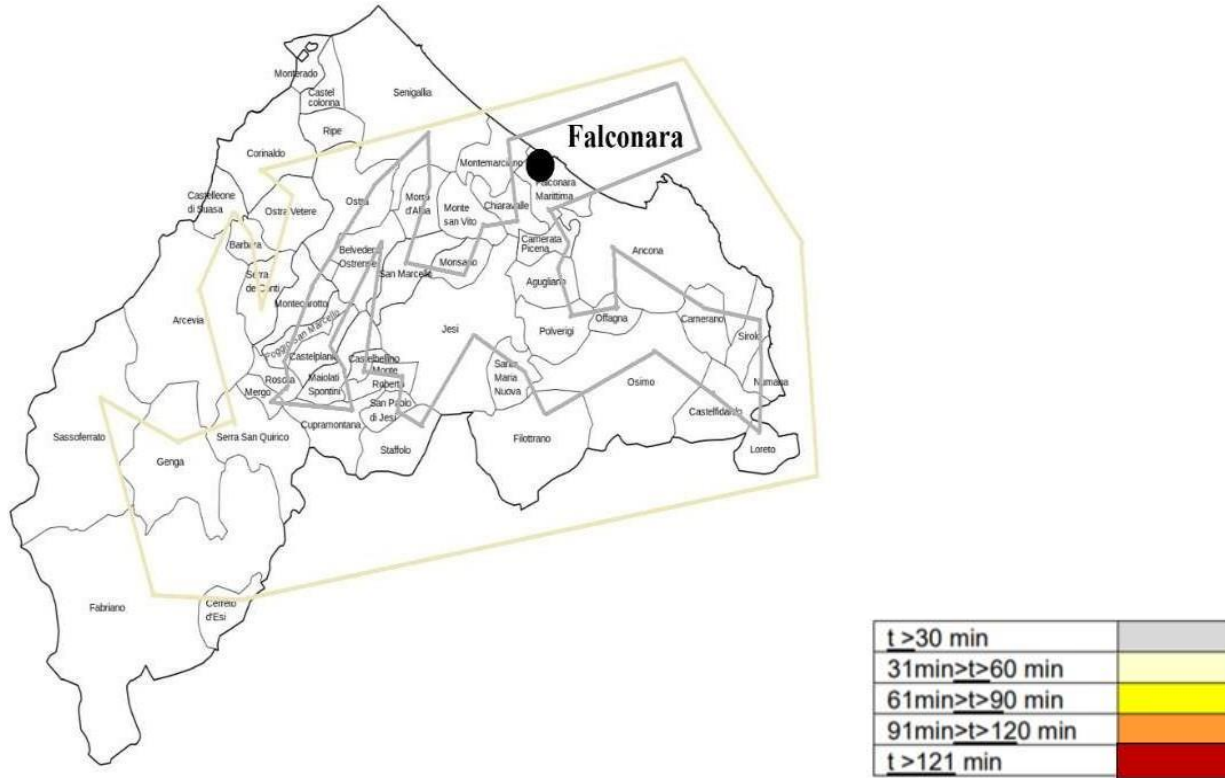 Monterado
Castel
colonna
Senigallia
Ripe
Falconara
Corinaldo
Montemarciano
Falconara
Marittima
Castelleone
di Suasa
Ostra Vetere
Ostra
Morro
d'Alba
Monte
san Vito
Chiaravalle
Barbara
Belvedere
Ostrense
Camerata
Picena
Ancona
San Marcello
Monsano
Serra
de' Conti
Agugliano
Montecarotto
Arcevia
Poggio San Marcello
Jesi
Polverigi
Offagna
Camerano
Sirolo
Castelplanio
Castelbellino
Monte
Roberto
Rosora
Maiolati
Spontini
Santa
Maria
Nuova
Osimo
Numana
Mergo
San Paolo
di Jesi
Castelfidardo
Cupramontana
Sassoferrato
Serra San Quirico
Filottrano
Staffolo
Loreto
Genga
Fabriano
Cerreto
d'Esi
t >30 min
31min>t>60 min
61min>t>90 min
91min>t>120 min
t >121 min